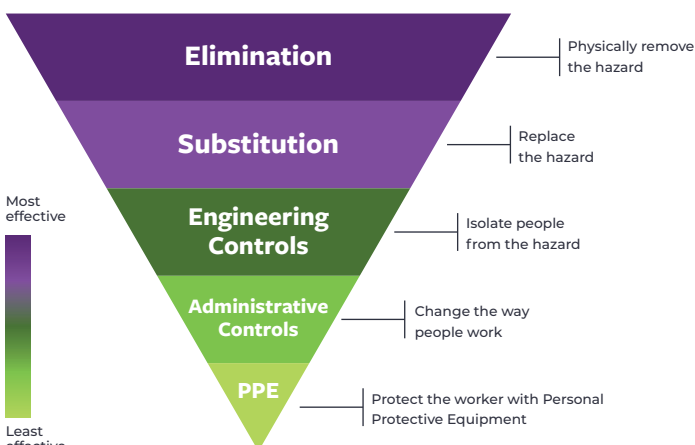 Elimination
Physically remove
the hazard
Substitution
Replace
the hazard
Most
effective
Engineering
Controls
Isolate people
from the hazard
Administrative
Controls
Change the way
people work
PPE
Protect the worker with Personal
Protective Equipment
Least
effective